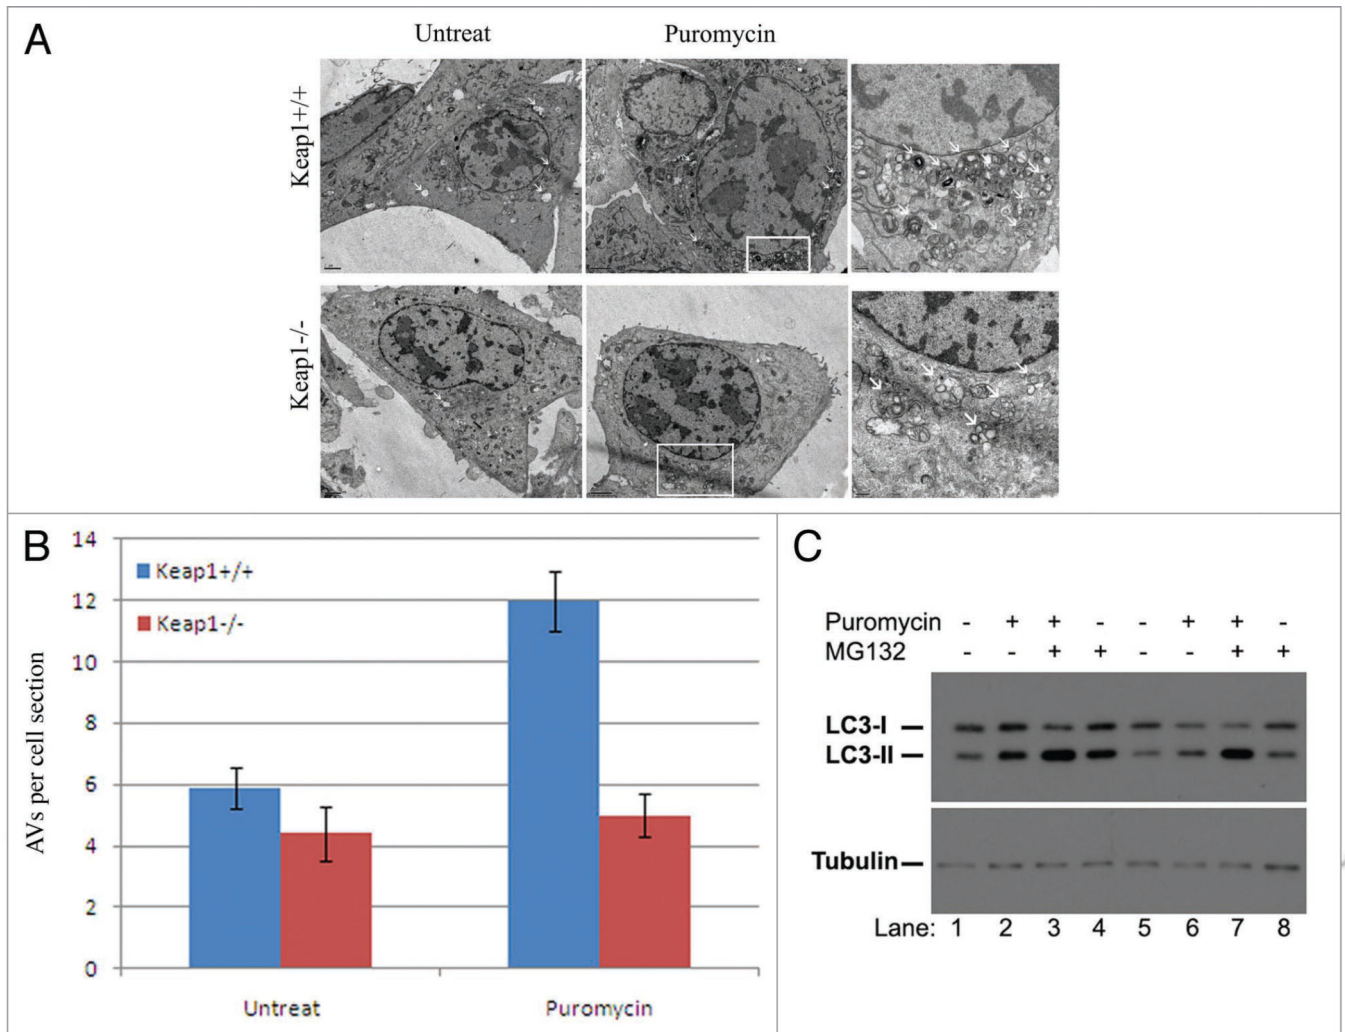 A
Untreat Puromycin
Keap1+/+
Keap1-/-
B
14
12
10
8
6
4
2
0
Keap1+/+
Keap1-/-
AVs per cell section
Untreat Puromycin
C
Puromycin - + + - - + + -
MG132 - - + + - - + +
LC3-I
LC3-II
Tubulin
Lane: 1 2 3 4 5 6 7 8